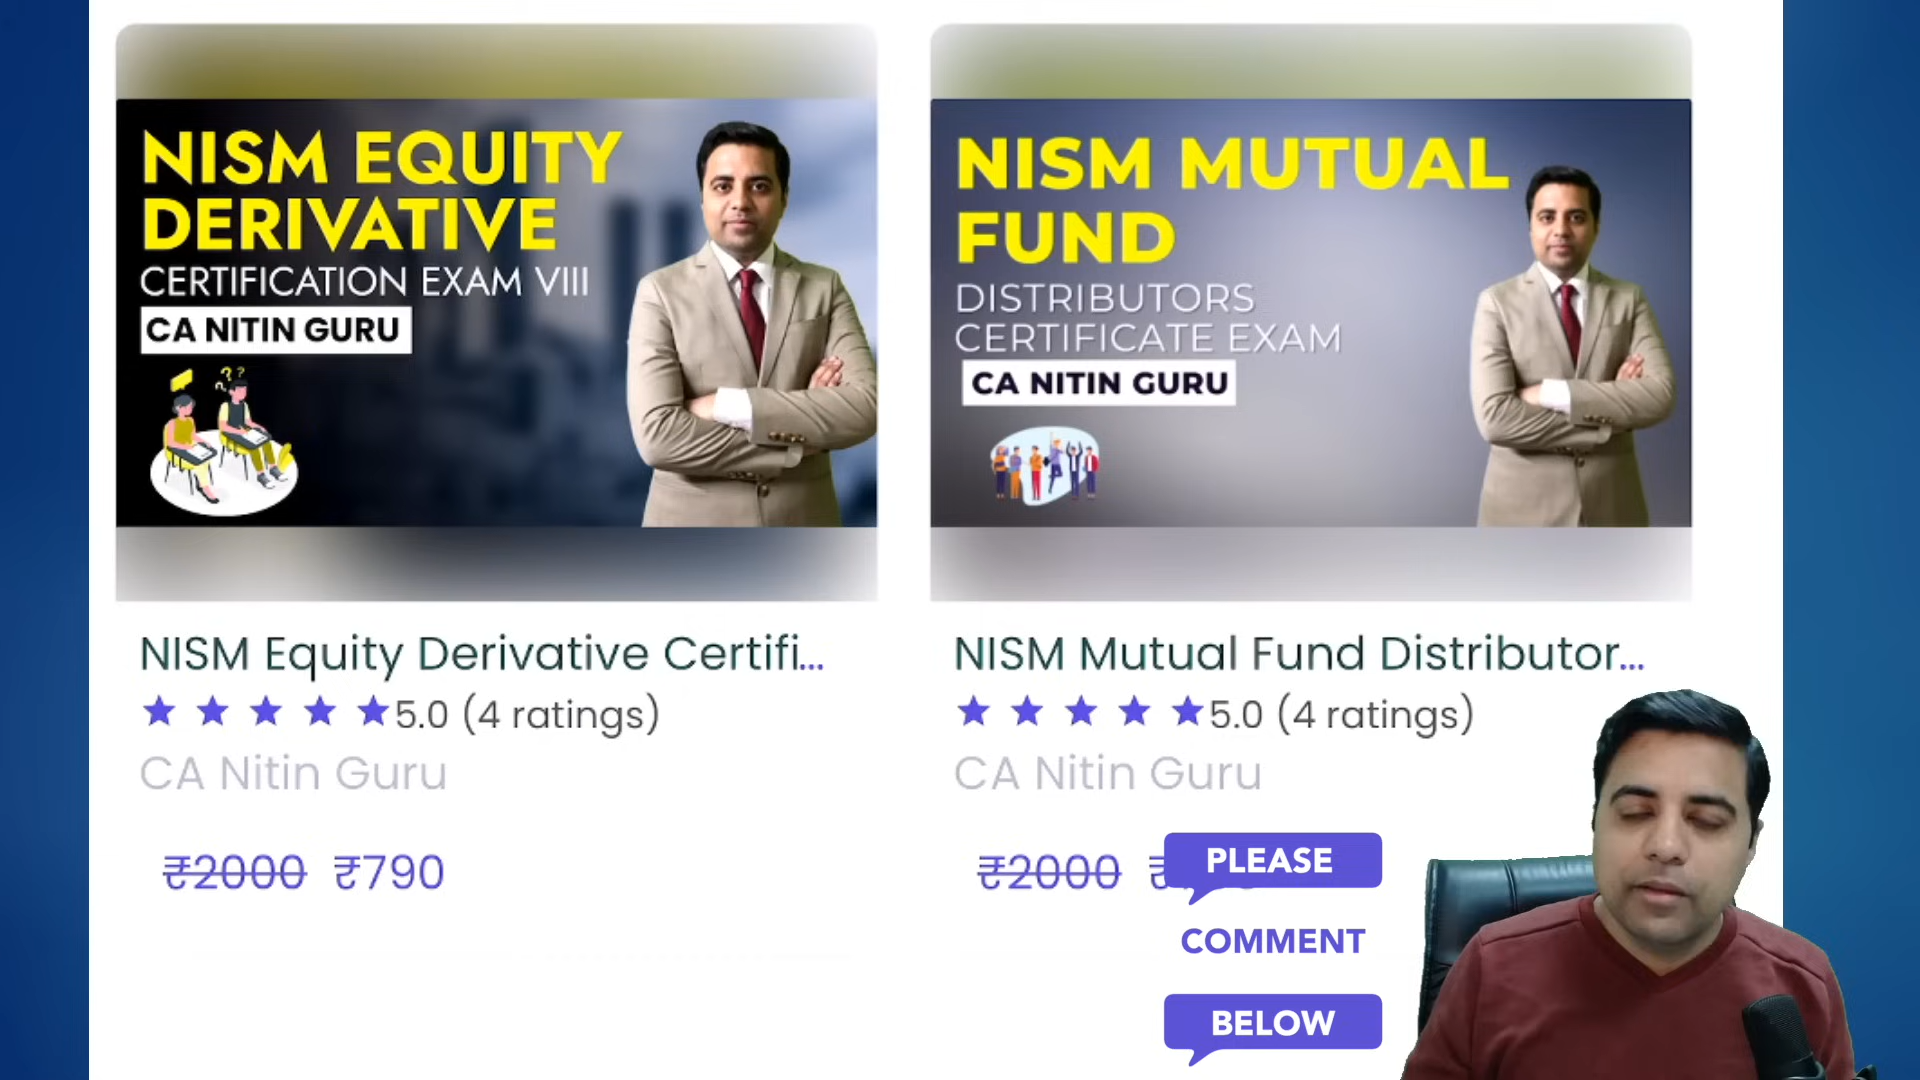 NISM EQUITY
DERIVATIVE
CERTIFICATION EXAM VIII
CA NITIN GURU
NISM Equity Derivative Certifi...
5.0 (4 ratings)
CA Nitin Guru
₹2000 ₹790
NISM MUTUAL
FUND
DISTRIBUTORS
CERTIFICATE EXAM
CA NITIN GURU
NISM Mutual Fund Distributor...
5.0 (4 ratings)
CA Nitin Guru
₹2000
PLEASE
COMMENT
BELOW